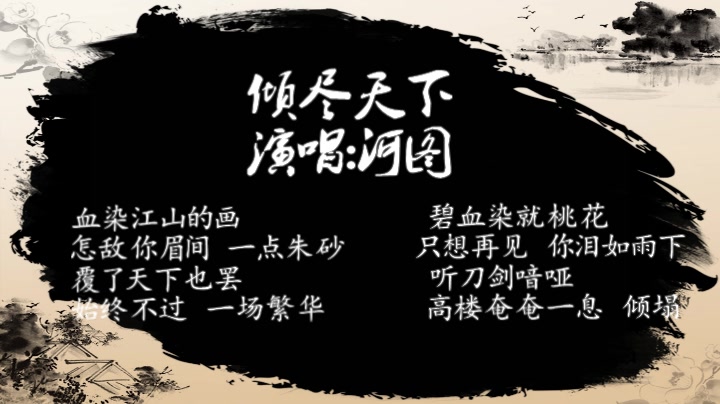 倾尽天下
演唱:河图
血染江山的画
怎敌你眉间 一点朱砂
覆了天下也罢
始终不过 一场繁华
碧血染就桃花
只想再见 你泪如雨下
听刀剑喑哑
高楼奄奄一息 倾塌